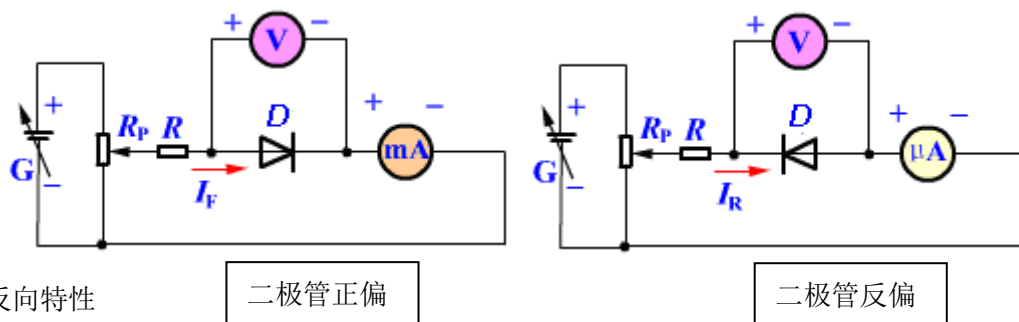 + V −
+ G −
R_P R D + −
mA
I_F
+ V −
+ G −
R_P R D + −
μA
I_R
反向特性
二极管正偏
二极管反偏